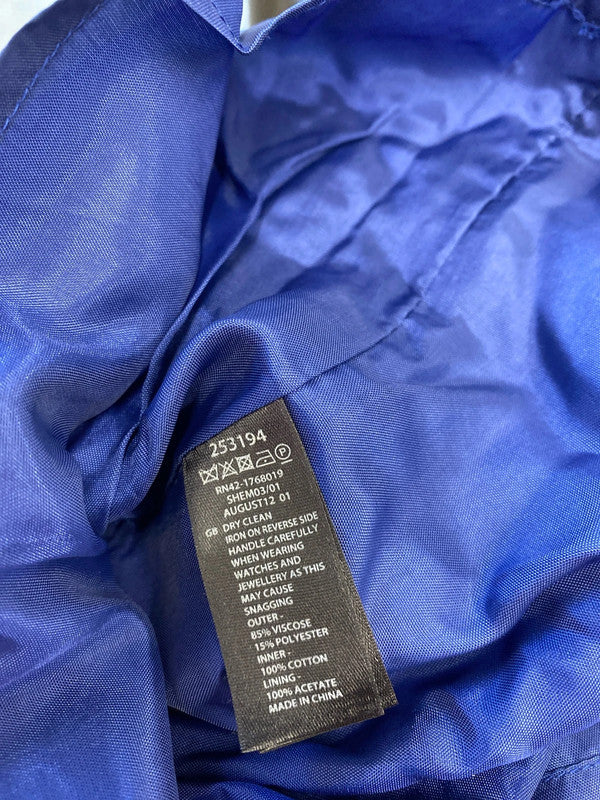 253194
P
RN42-1768019
SHEM03/01
AUGUST12 01
GB DRY CLEAN
IRON ON REVERSE SIDE
HANDLE CAREFULLY
WHEN WEARING
WATCHES AND
JEWELLERY AS THIS
MAY CAUSE
SNAGGING
OUTER
85% VISCOSE
15% POLYESTER
INNER -
100% COTTON
LINING -
100% ACETATE
MADE IN CHINA